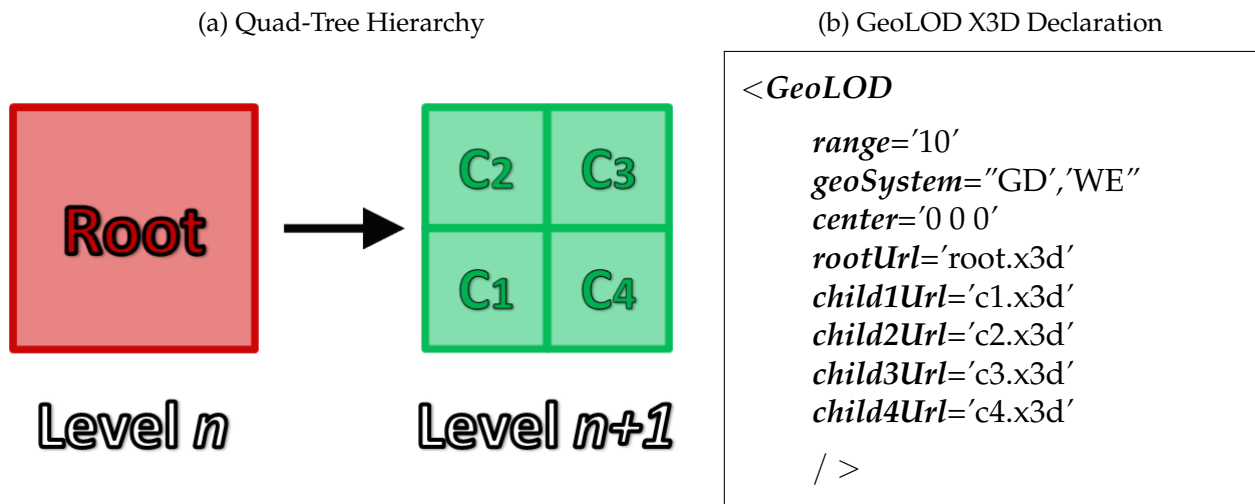 (a) Quad-Tree Hierarchy
Root
C2 C3
C1 C4
Level n
Level n+1
(b) GeoLOD X3D Declaration
<GeoLOD
range='10'
geoSystem="GD','WE"
center='0 0 0'
rootUrl='root.x3d'
child1Url='c1.x3d'
child2Url='c2.x3d'
child3Url='c3.x3d'
child4Url='c4.x3d'
/ >